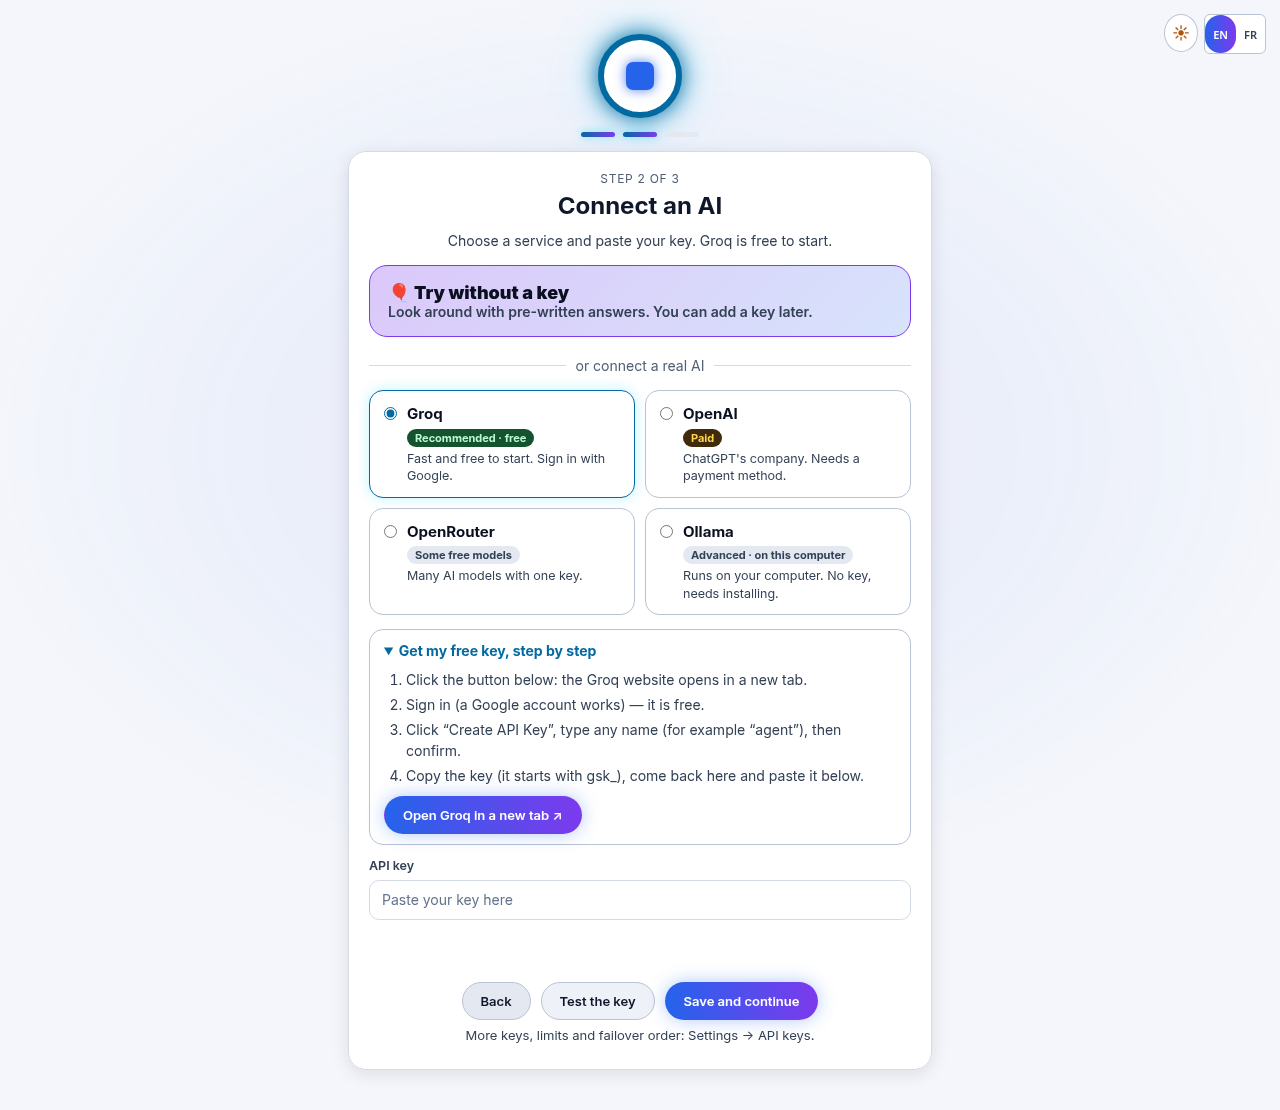 EN
FR
STEP 2 OF 3
Connect an AI
Choose a service and paste your key. Groq is free to start.
🎈 Try without a key
Look around with pre-written answers. You can add a key later.
or connect a real AI
Groq
Recommended · free
Fast and free to start. Sign in with
Google.
OpenAI
Paid
ChatGPT's company. Needs a
payment method.
OpenRouter
Some free models
Many AI models with one key.
Ollama
Advanced · on this computer
Runs on your computer. No key,
needs installing.
▼ Get my free key, step by step
1. Click the button below: the Groq website opens in a new tab.
2. Sign in (a Google account works) — it is free.
3. Click “Create API Key”, type any name (for example “agent”), then
confirm.
4. Copy the key (it starts with gsk_), come back here and paste it below.
Open Groq in a new tab ↗
API key
Paste your key here
Back
Test the key
Save and continue
More keys, limits and failover order: Settings → API keys.